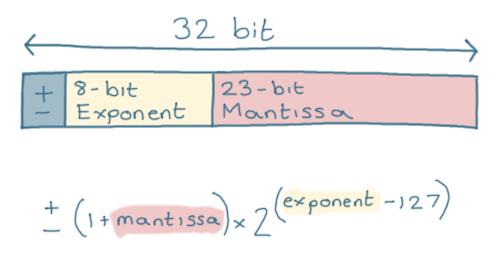 32 bit
+
-
8-bit
Exponent
23-bit
Mantissa
± (1+mantissa) × 2^(exponent -127)